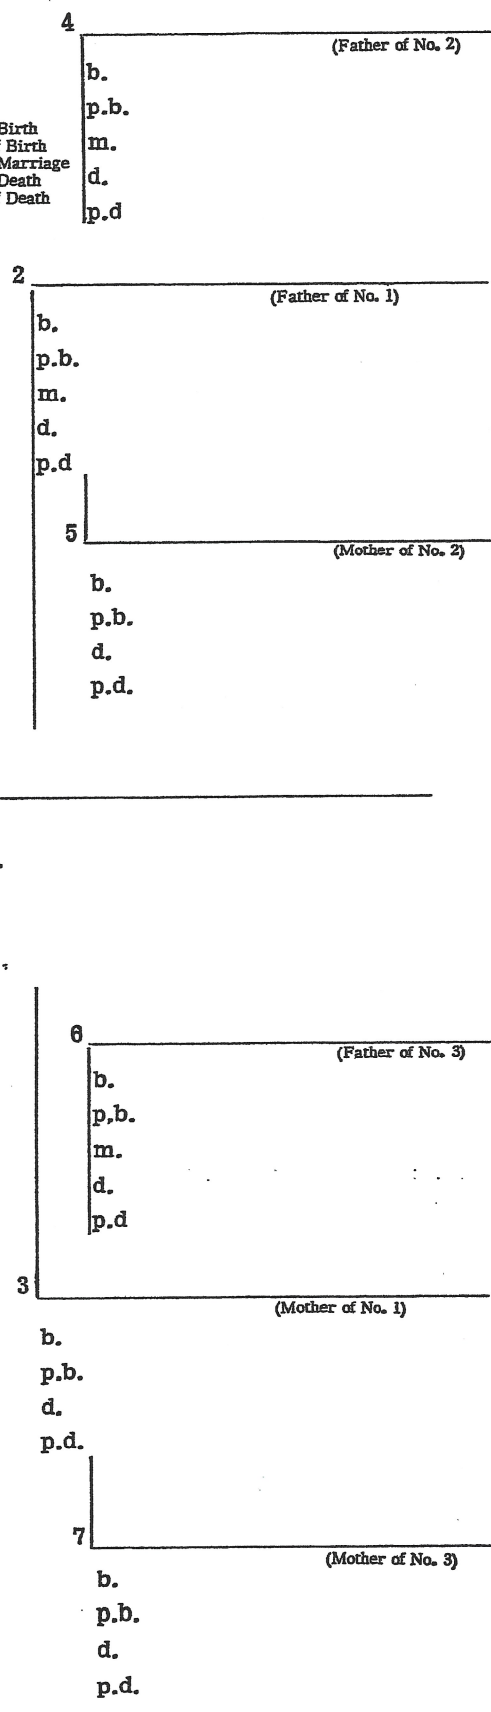 4
(Father of No. 2)
b.
p.b.
Birth
m.
Birth
Marriage
d.
Death
Death
p.d
2
(Father of No. 1)
b.
p.b.
m.
d.
p.d
5
(Mother of No. 2)
b.
p.b.
d.
p.d.
6
(Father of No. 3)
b.
p,b.
m.
d.
p.d
3
(Mother of No. 1)
b.
p.b.
d.
p.d.
7
(Mother of No. 3)
b.
p.b.
d.
p.d.